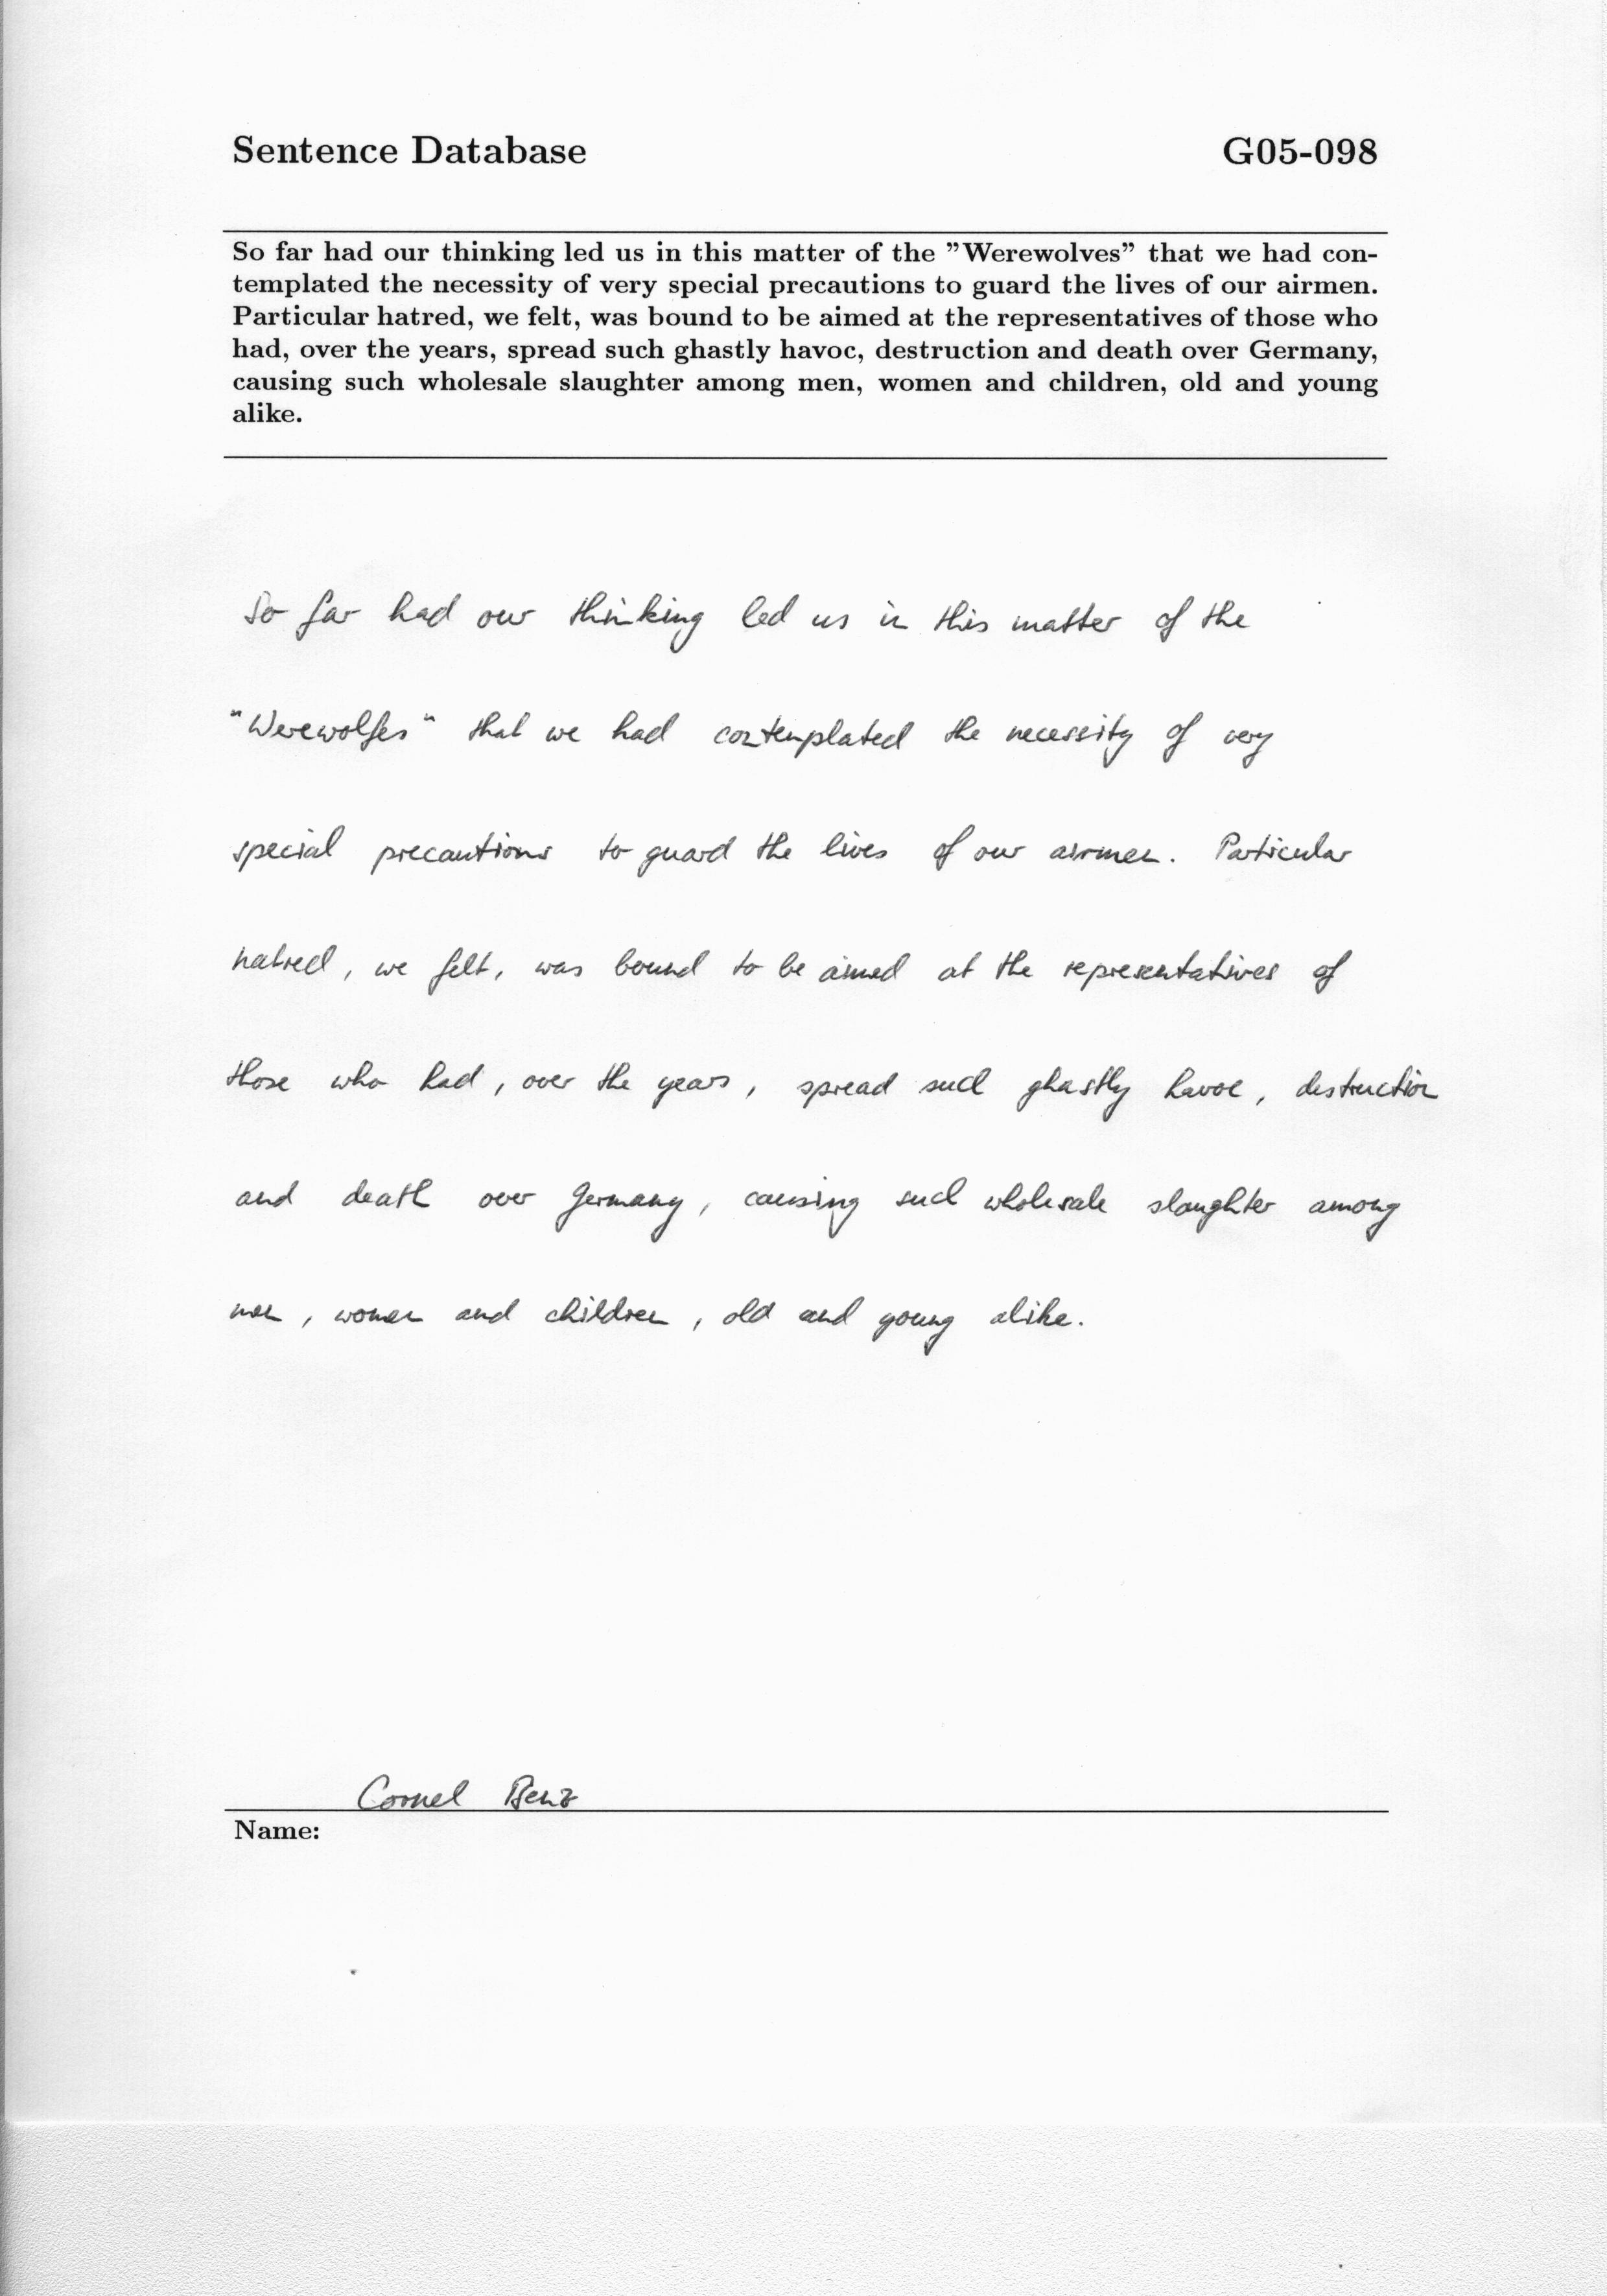 Sentence Database G05-098
So far had our thinking led us in this matter of the ”Werewolves” that we had con-
templated the necessity of very special precautions to guard the lives of our airmen.
Particular hatred, we felt, was bound to be aimed at the representatives of those who
had, over the years, spread such ghastly havoc, destruction and death over Germany,
causing such wholesale slaughter among men, women and children, old and young
alike.
So far had our thinking led us in this matter of the
"Werewolfes" that we had contemplated the necessity of very
special precautions to guard the lives of our airmen. Particular
hatred, we felt, was bound to be aimed at the representatives of
those who had, over the years, spread such ghastly havoc, destruction
and death over Germany, causing such wholesale slaughter among
men, women and children, old and young alike.
Cornel Benz
Name: